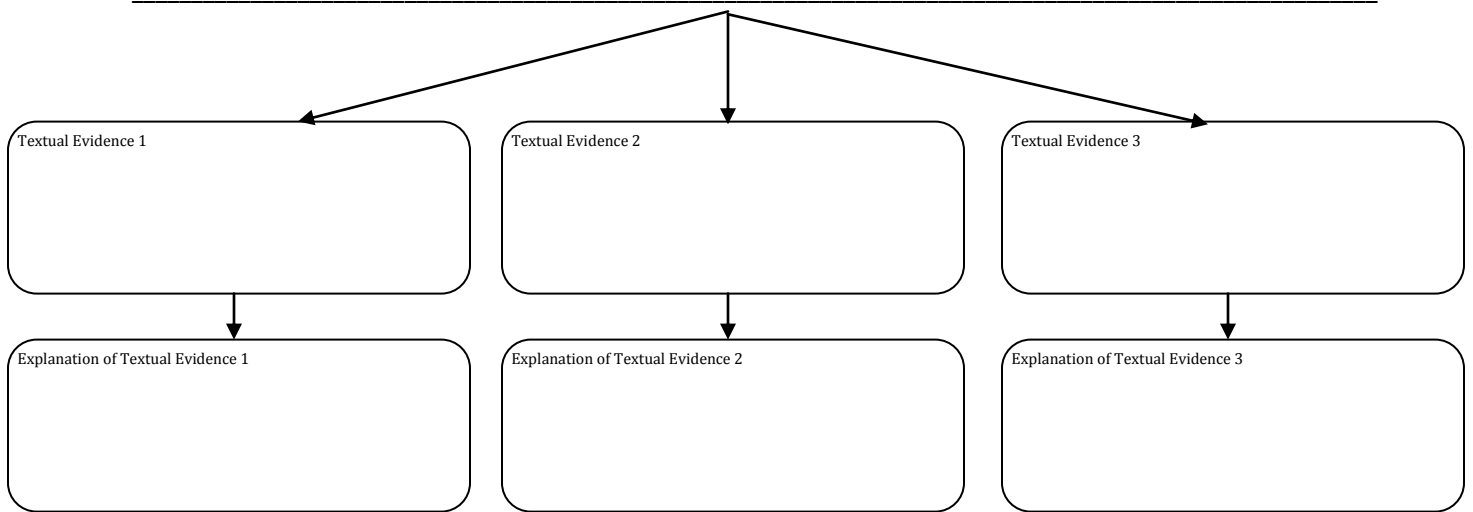 Textual Evidence 1
Textual Evidence 2
Textual Evidence 3
Explanation of Textual Evidence 1
Explanation of Textual Evidence 2
Explanation of Textual Evidence 3